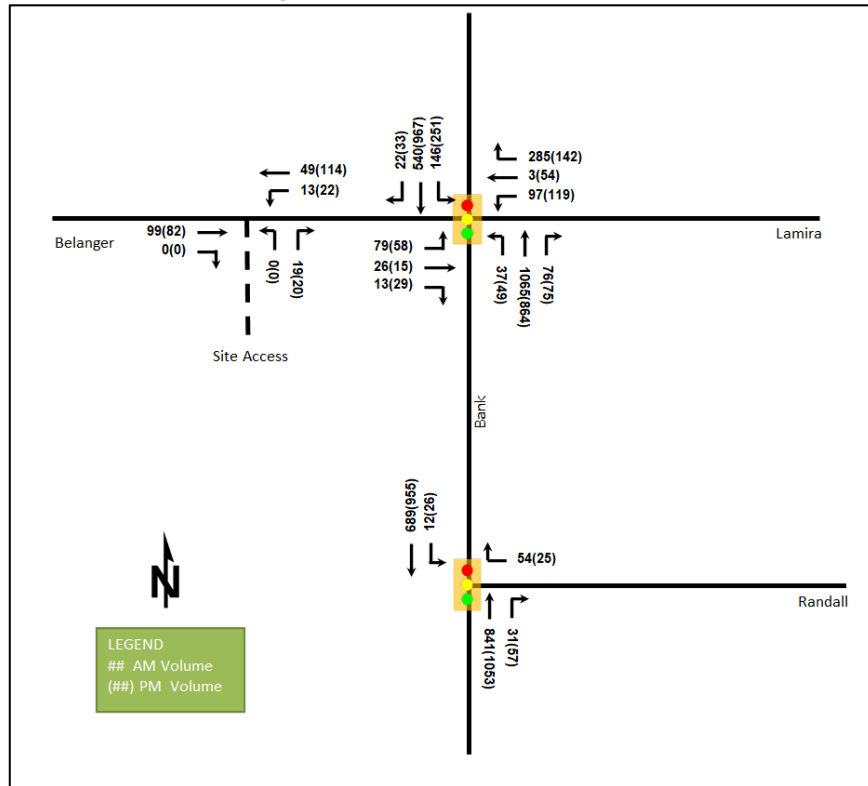 22(33)
540(967)
146(251)
285(142)
3(54)
97(119)
49(114)
13(22)
Belanger
99(82)
0(0)
0(0)
19(20)
79(58)
26(15)
13(29)
37(49)
1065(864)
76(75)
Lamira
Site Access
Bank
689(955)
12(26)
54(25)
Randall
841(1053)
31(57)
N
LEGEND
## AM Volume
(##) PM Volume